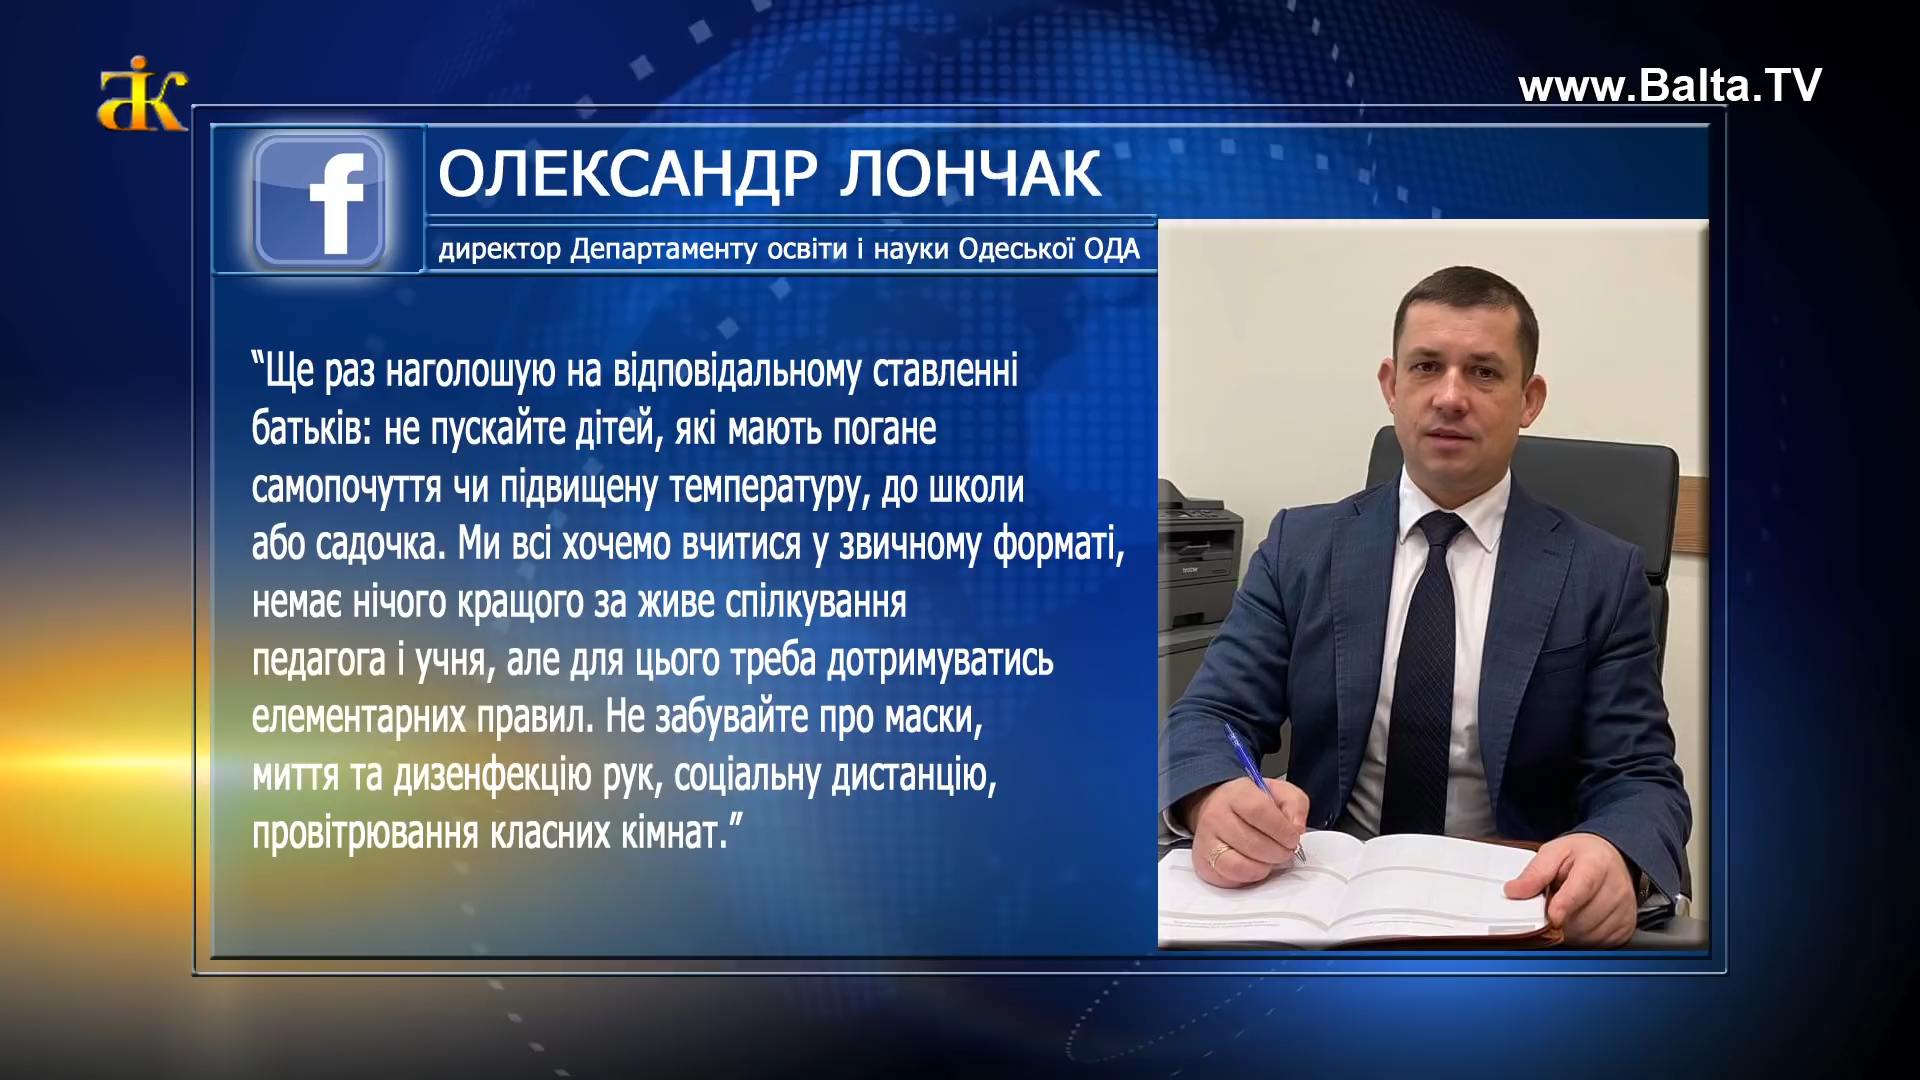 www.Balta.TV
ОЛЕКСАНДР ЛОНЧАК
директор Департаменту освіти і науки Одеської ОДА
“Ще раз наголошую на відповідальному ставленні
батьків: не пускайте дітей, які мають погане
самопочуття чи підвищену температуру, до школи
або садочка. Ми всі хочемо вчитися у звичному форматі,
немає нічого кращого за живе спілкування
педагога і учня, але для цього треба дотримуватись
елементарних правил. Не забувайте про маски,
миття та дизенфекцію рук, соціальну дистанцію,
провітрювання класних кімнат.”
brother